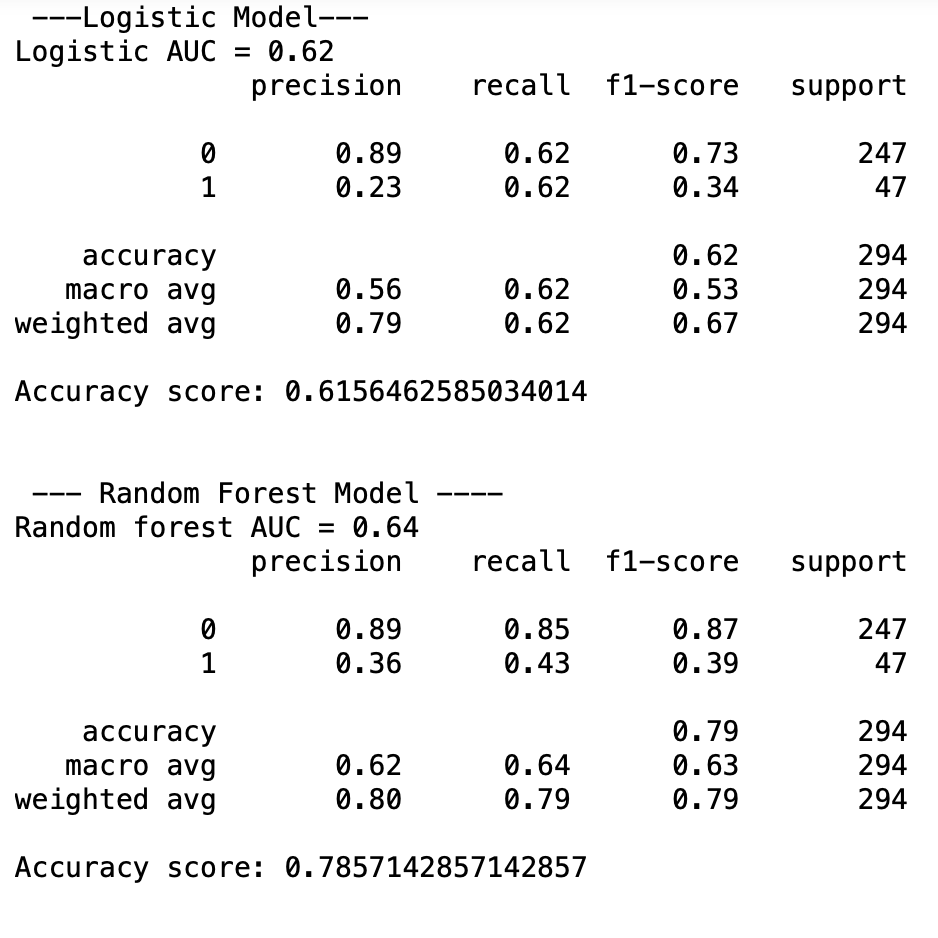 ---Logistic Model---
Logistic AUC = 0.62
precision recall f1-score support
0 0.89 0.62 0.73 247
1 0.23 0.62 0.34 47
accuracy 0.62 294
macro avg 0.56 0.62 0.53 294
weighted avg 0.79 0.62 0.67 294
Accuracy score: 0.6156462585034014
--- Random Forest Model ----
Random forest AUC = 0.64
precision recall f1-score support
0 0.89 0.85 0.87 247
1 0.36 0.43 0.39 47
accuracy 0.79 294
macro avg 0.62 0.64 0.63 294
weighted avg 0.80 0.79 0.79 294
Accuracy score: 0.7857142857142857